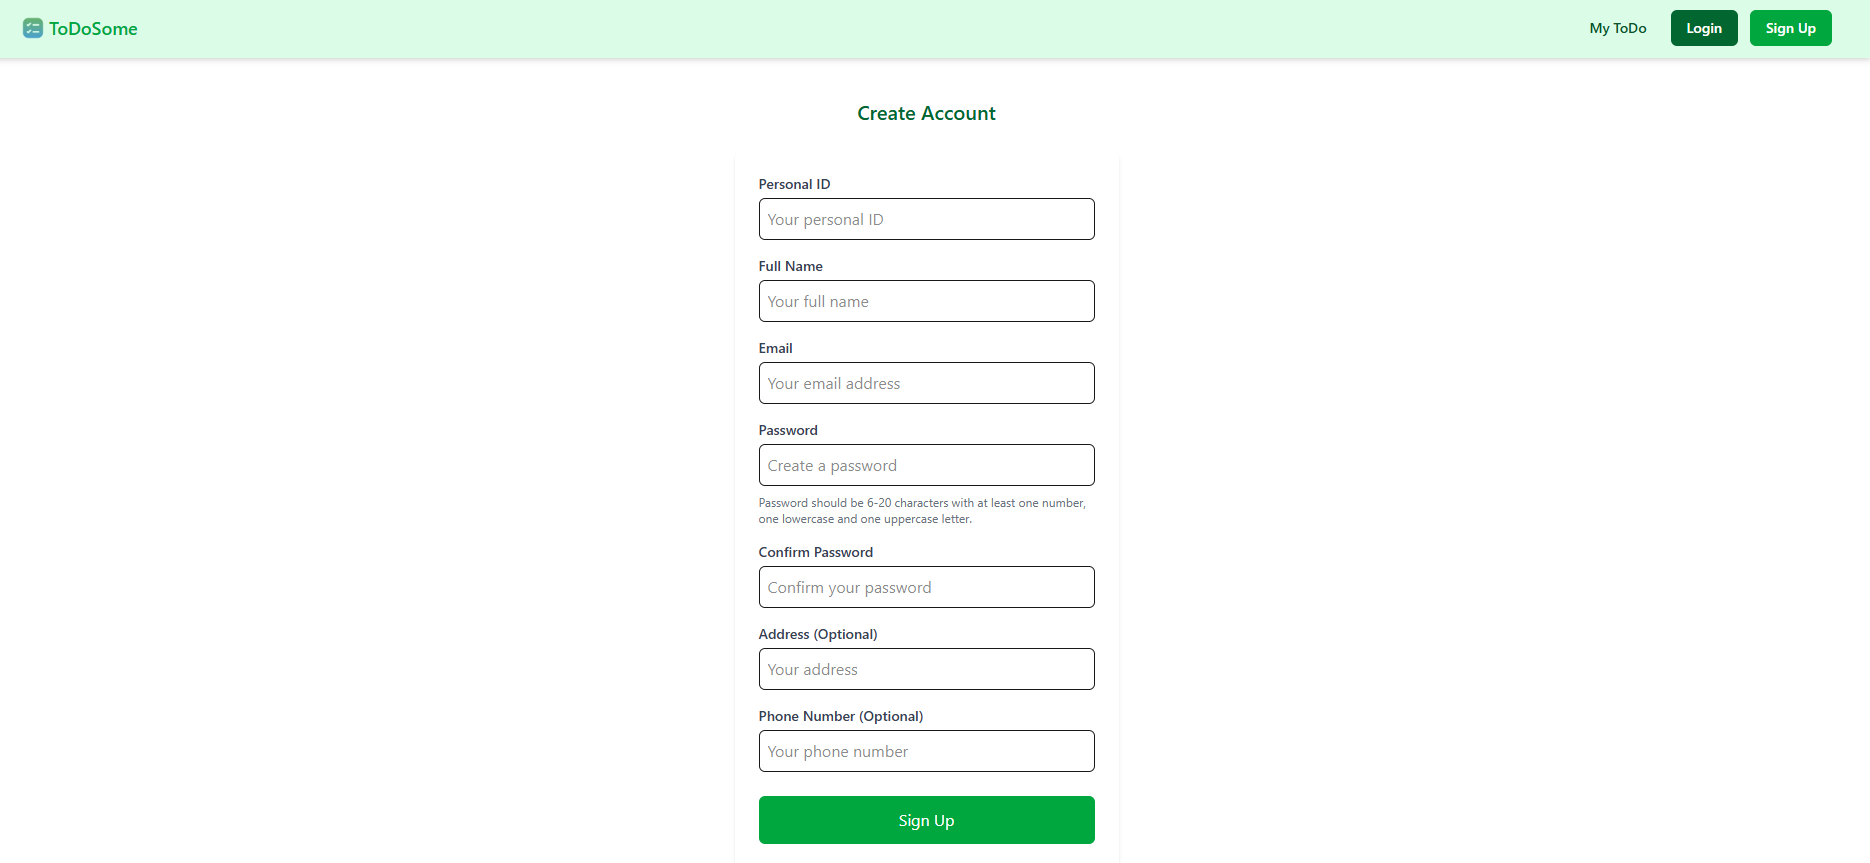 ToDoSome
My ToDo
Login
Sign Up
Create Account
Personal ID
Your personal ID
Full Name
Your full name
Email
Your email address
Password
Create a password
Password should be 6-20 characters with at least one number,
one lowercase and one uppercase letter.
Confirm Password
Confirm your password
Address (Optional)
Your address
Phone Number (Optional)
Your phone number
Sign Up